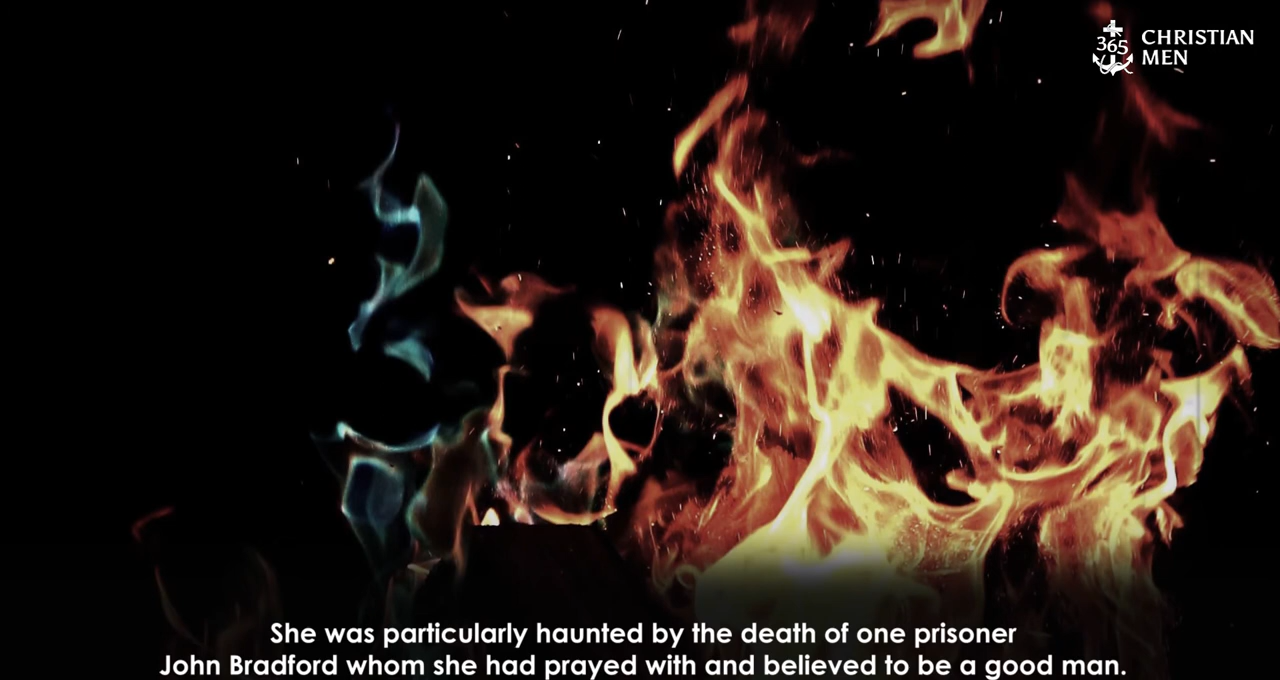 365
CHRISTIAN
MEN
She was particularly haunted by the death of one prisoner
John Bradford whom she had prayed with and believed to be a good man.